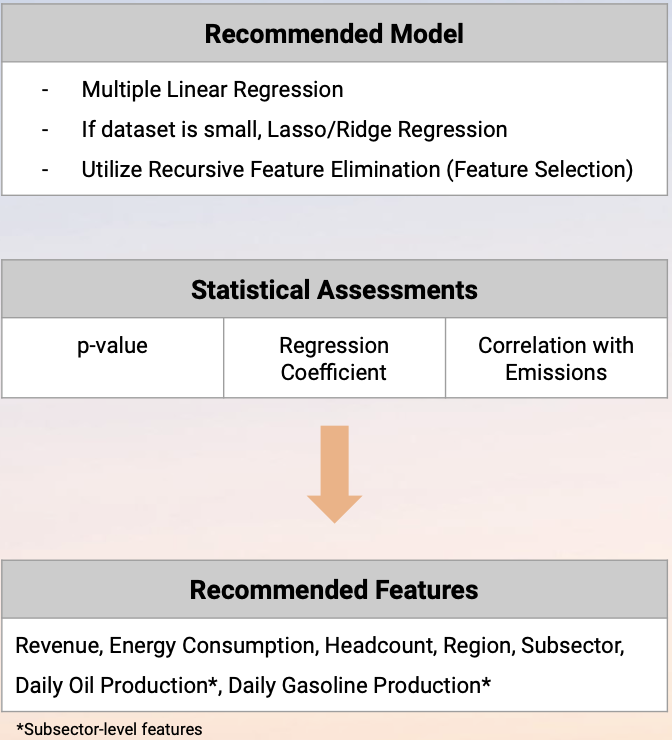 Recommended Model
- Multiple Linear Regression
- If dataset is small, Lasso/Ridge Regression
- Utilize Recursive Feature Elimination (Feature Selection)
Statistical Assessments
p-value
Regression
Coefficient
Correlation with
Emissions
Recommended Features
Revenue, Energy Consumption, Headcount, Region, Subsector,
Daily Oil Production*, Daily Gasoline Production*
*Subsector-level features